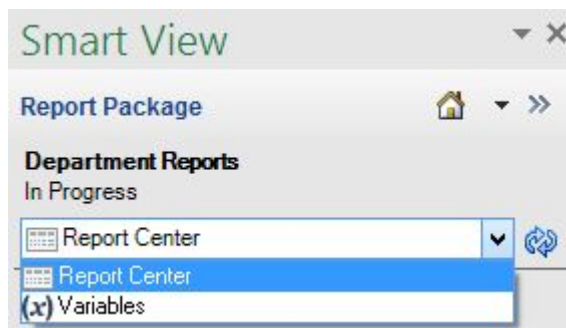 Smart View
Report Package
Department Reports
In Progress
Report Center
Report Center
(x) Variables